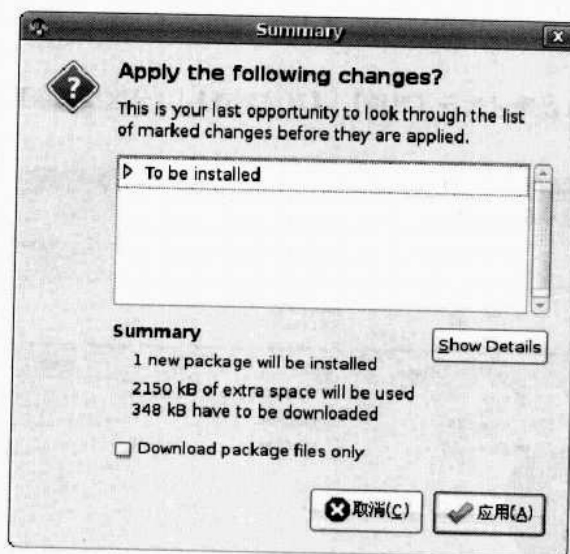 Summary
Apply the following changes?
This is your last opportunity to look through the list
of marked changes before they are applied.
To be installed
Summary
Show Details
1 new package will be installed
2150 kB of extra space will be used
348 kB have to be downloaded
Download package files only
取消(C)
应用(A)